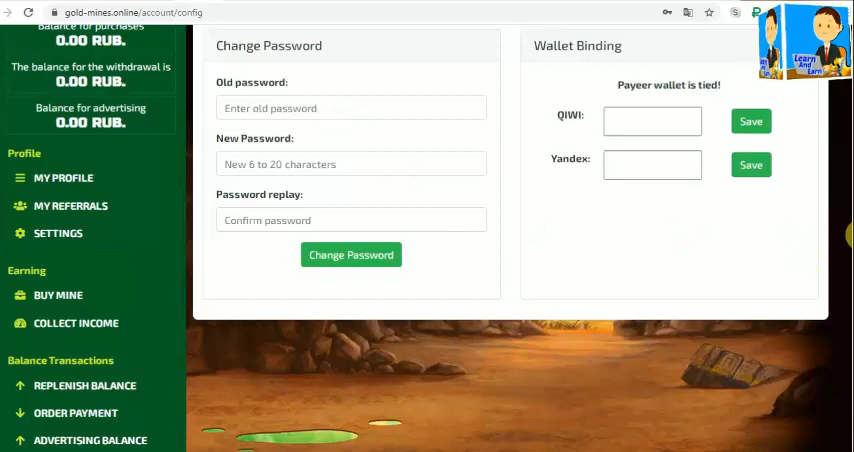 gold-mines.online/account/config
Balance for purchases
0.00 RUB.
The balance for the withdrawal is
0.00 RUB.
Balance for advertising
0.00 RUB.
Profile
MY PROFILE
MY REFERRALS
SETTINGS
Earning
BUY MINE
COLLECT INCOME
Balance Transactions
REPLENISH BALANCE
ORDER PAYMENT
ADVERTISING BALANCE
Change Password
Old password:
Enter old password
New Password:
New 6 to 20 characters
Password replay:
Confirm password
Change Password
Wallet Binding
Payeer wallet is tied!
QIWI:
Save
Yandex:
Save
Learn
And
Earn